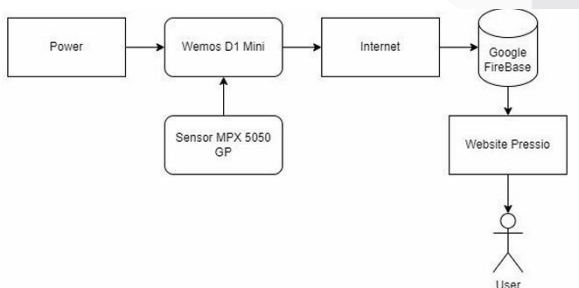 Power
Wemos D1 Mini
Internet
Google
FireBase
Sensor MPX 5050
GP
Website Pressio
User